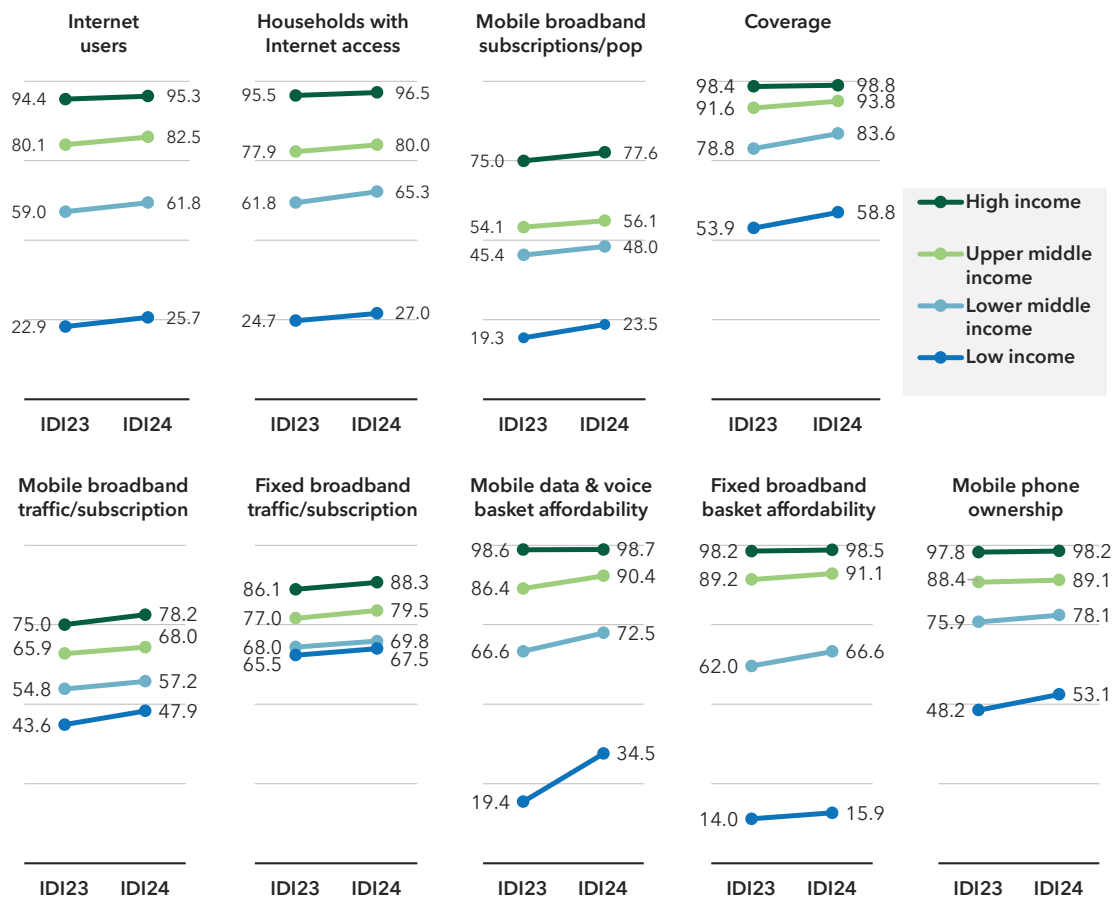 Internet
users
Households with
Internet access
Mobile broadband
subscriptions/pop
Coverage
94.4
95.3
80.1
82.5
59.0
61.8
22.9
25.7
IDI23
IDI24
95.5
96.5
77.9
80.0
61.8
65.3
24.7
27.0
IDI23
IDI24
75.0
77.6
54.1
56.1
45.4
48.0
19.3
23.5
IDI23
IDI24
98.4
98.8
91.6
93.8
78.8
83.6
53.9
58.8
IDI23
IDI24
High income
Upper middle
income
Lower middle
income
Low income
Mobile broadband
traffic/subscription
Fixed broadband
traffic/subscription
Mobile data & voice
basket affordability
Fixed broadband
basket affordability
Mobile phone
ownership
75.0
78.2
65.9
68.0
54.8
57.2
43.6
47.9
IDI23
IDI24
86.1
88.3
77.0
79.5
68.0
69.8
65.5
67.5
IDI23
IDI24
98.6
98.7
86.4
90.4
66.6
72.5
19.4
34.5
IDI23
IDI24
98.2
98.5
89.2
91.1
62.0
66.6
14.0
15.9
IDI23
IDI24
97.8
98.2
88.4
89.1
75.9
78.1
48.2
53.1
IDI23
IDI24